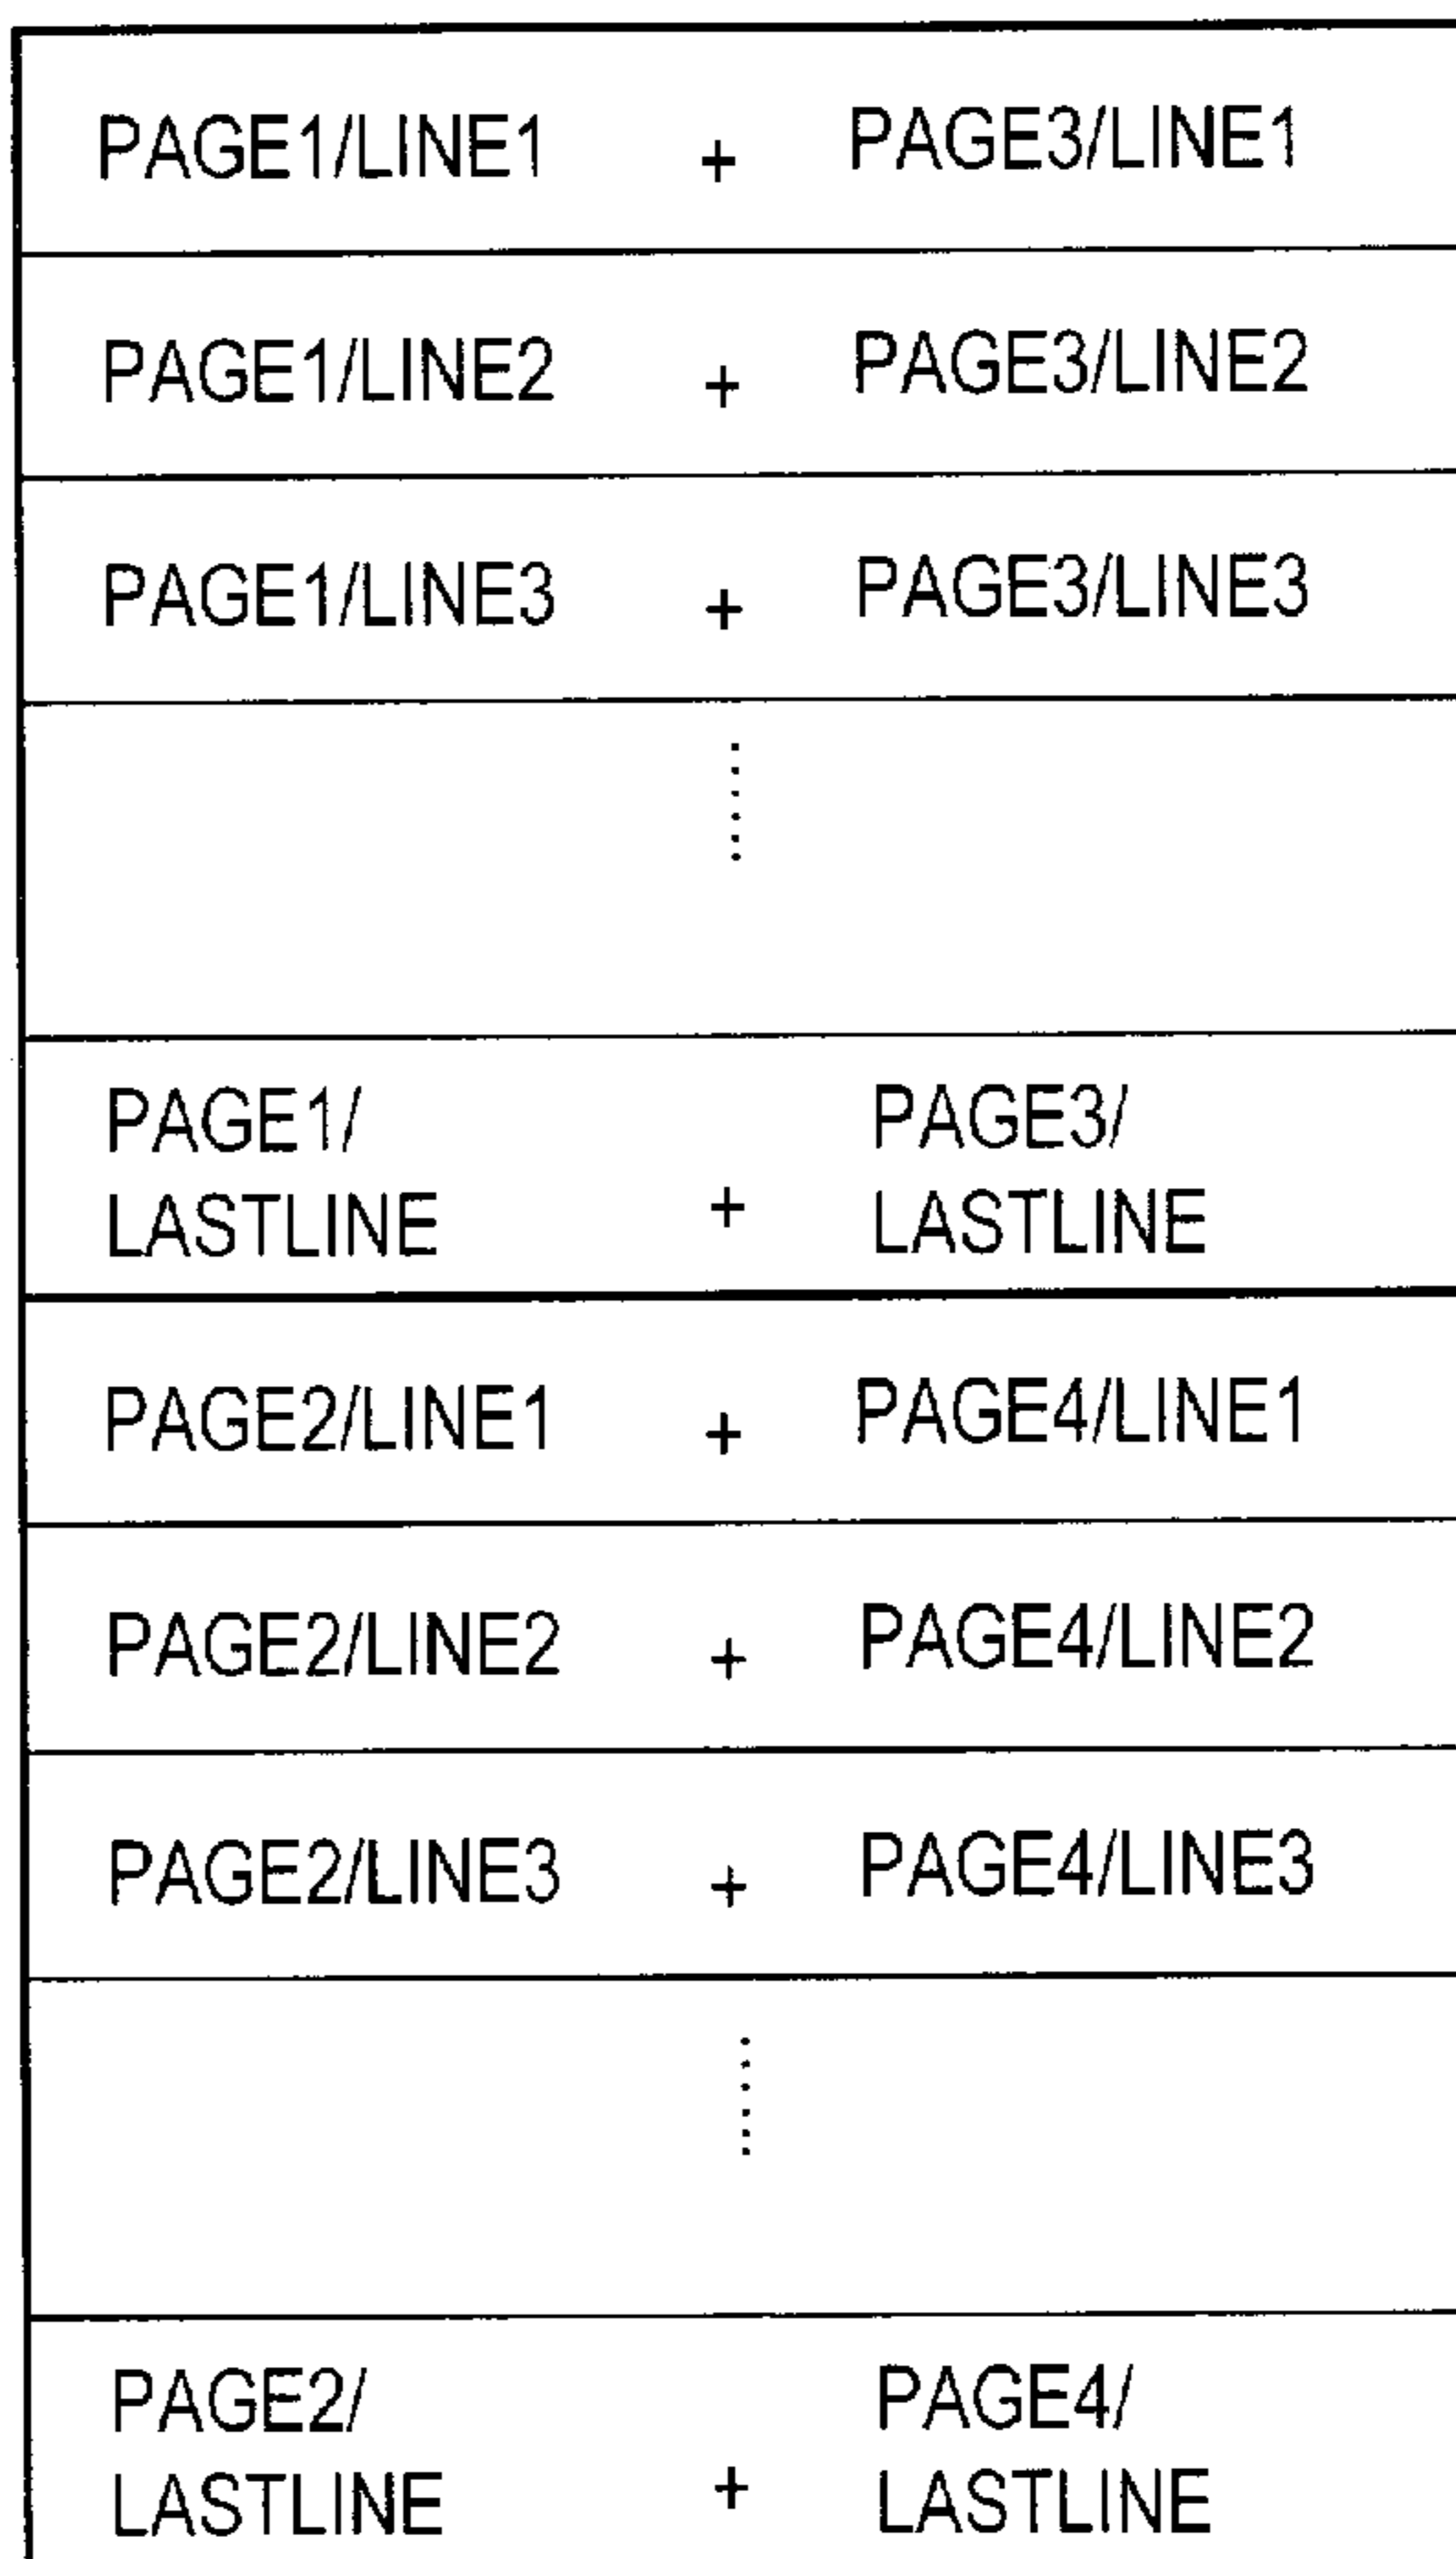 PAGE1/LINE1 + PAGE3/LINE1
PAGE1/LINE2 + PAGE3/LINE2
PAGE1/LINE3 + PAGE3/LINE3
PAGE1/ PAGE3/
LASTLINE + LASTLINE
PAGE2/LINE1 + PAGE4/LINE1
PAGE2/LINE2 + PAGE4/LINE2
PAGE2/LINE3 + PAGE4/LINE3
PAGE2/ PAGE4/
LASTLINE + LASTLINE